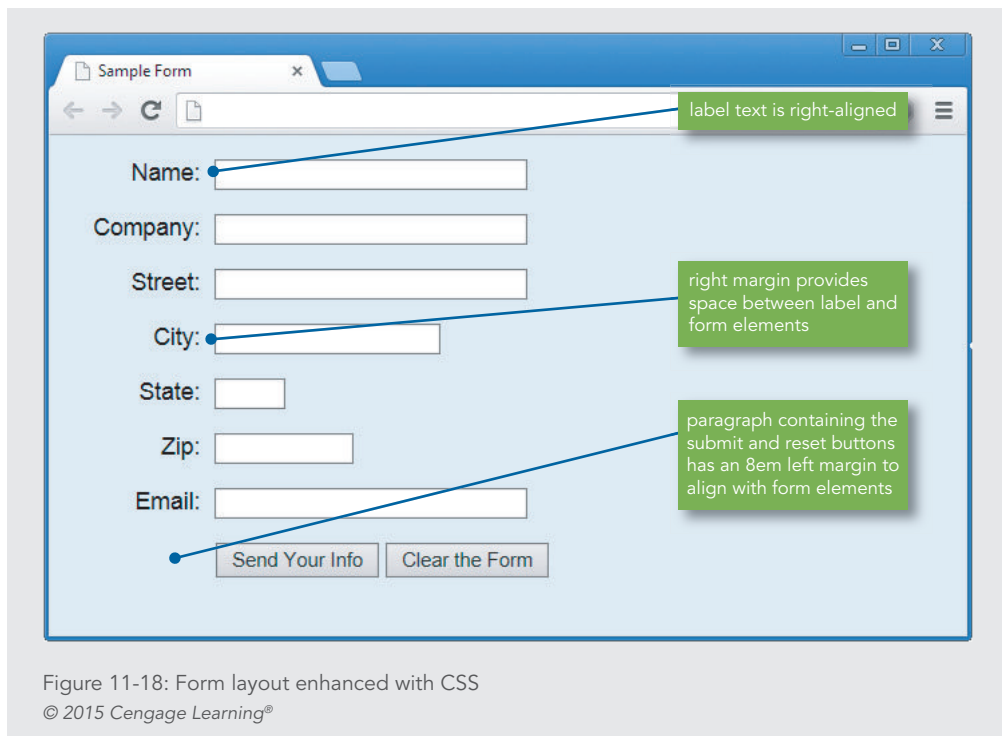 Sample Form
label text is right-aligned
Name:
Company:
Street:
right margin provides
space between label and
form elements
City:
State:
Zip:
paragraph containing the
submit and reset buttons
has an 8em left margin to
align with form elements
Email:
Send Your Info
Clear the Form
Figure 11-18: Form layout enhanced with CSS
© 2015 Cengage Learning®